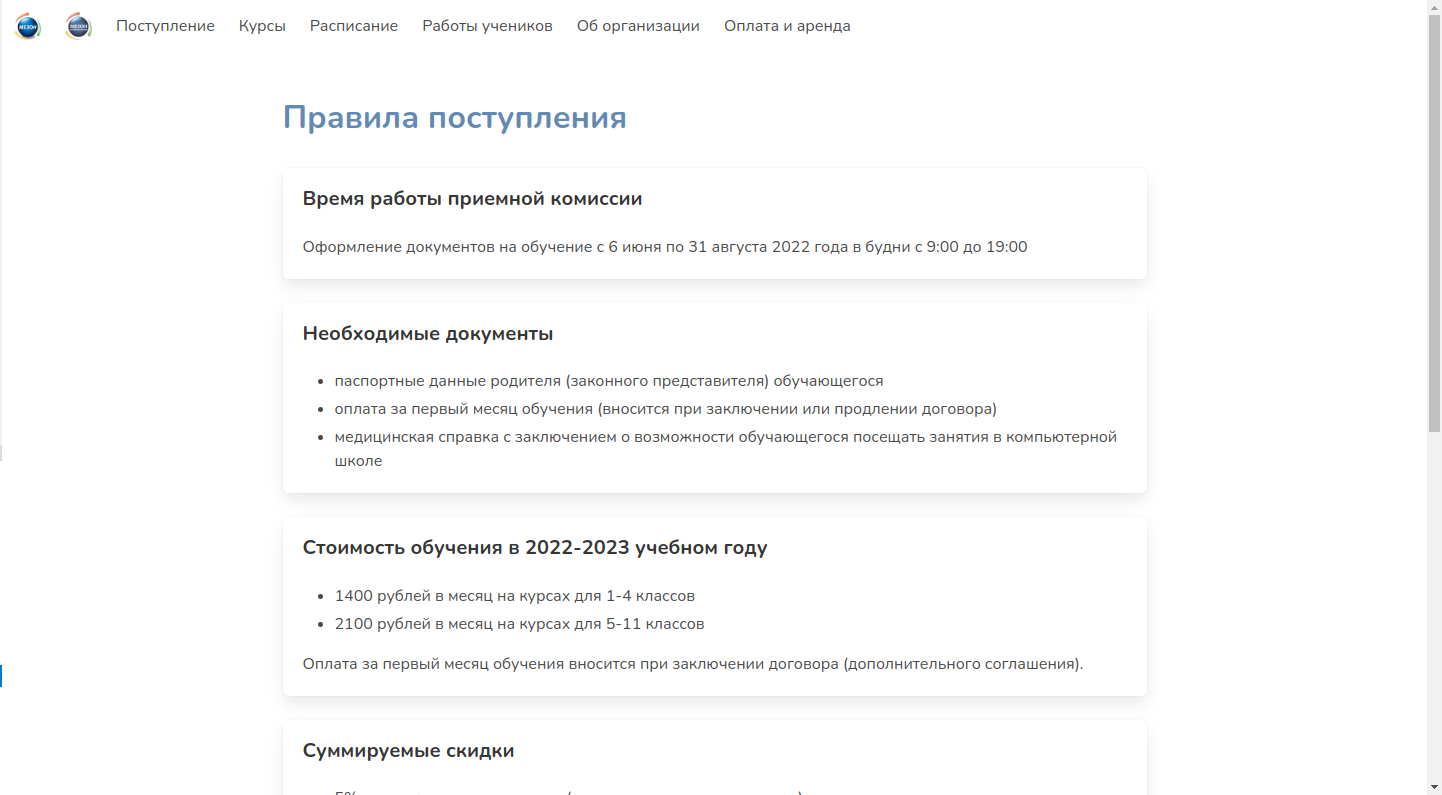 МЕЗОН
МЕЗОН
Поступление
Курсы
Расписание
Работы учеников
Об организации
Оплата и аренда
Правила поступления
Время работы приемной комиссии
Оформление документов на обучение с 6 июня по 31 августа 2022 года в будни с 9:00 до 19:00
Необходимые документы
• паспортные данные родителя (законного представителя) обучающегося
• оплата за первый месяц обучения (вносится при заключении или продлении договора)
• медицинская справка с заключением о возможности обучающегося посещать занятия в компьютерной
школе
Стоимость обучения в 2022-2023 учебном году
• 1400 рублей в месяц на курсах для 1-4 классов
• 2100 рублей в месяц на курсах для 5-11 классов
Оплата за первый месяц обучения вносится при заключении договора (дополнительного соглашения).
Суммируемые скидки
5%